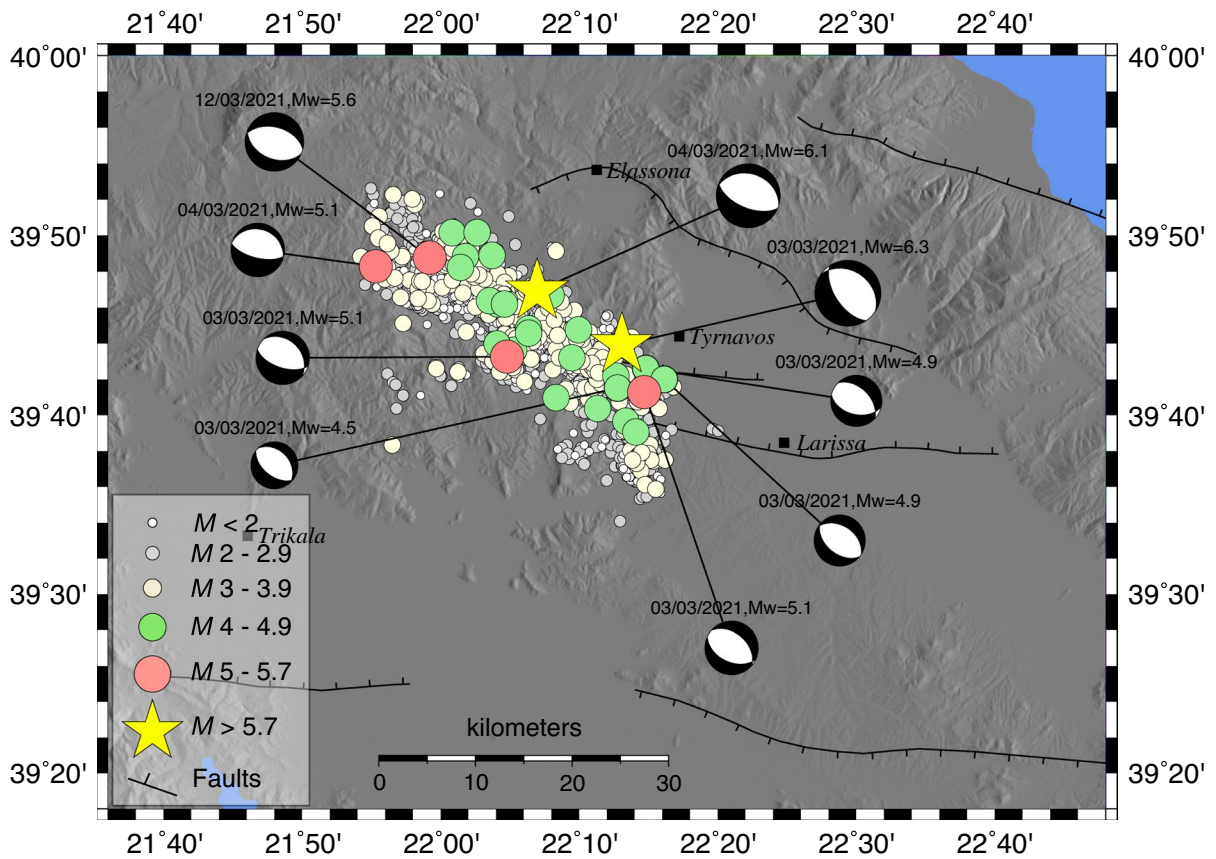 21˚40' 21˚50' 22˚00' 22˚10' 22˚20' 22˚30' 22˚40'
40˚00' 40˚00'
12/03/2021,Mw=5.6
04/03/2021,Mw=6.1
Elassona
04/03/2021,Mw=5.1
39˚50' 39˚50'
03/03/2021,Mw=6.3
03/03/2021,Mw=5.1
Tyrnavos
03/03/2021,Mw=4.9
39˚40' 39˚40'
03/03/2021,Mw=4.5
Larissa
03/03/2021,Mw=4.9
M < 2
Trikala
M 2 - 2.9
M 3 - 3.9
39˚30' 39˚30'
03/03/2021,Mw=5.1
M 4 - 4.9
M 5 - 5.7
M > 5.7
kilometers
Faults
0 10 20 30
39˚20' 39˚20'
21˚40' 21˚50' 22˚00' 22˚10' 22˚20' 22˚30' 22˚40'